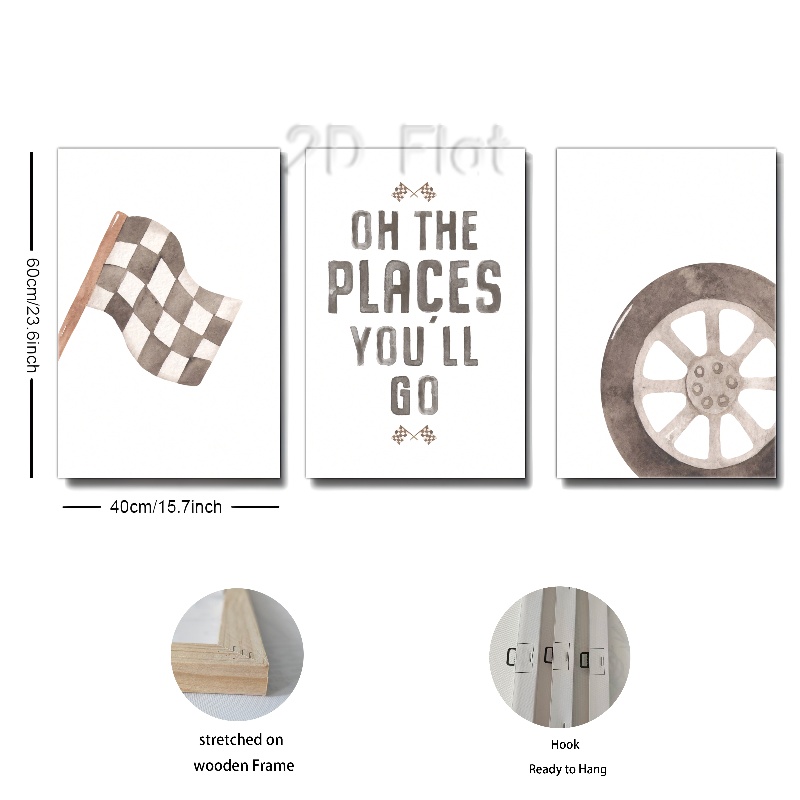 2D Flat
OH THE
PLACES
YOU'LL
GO
60cm/23.6inch
40cm/15.7inch
stretched on
wooden Frame
Hook
Ready to Hang